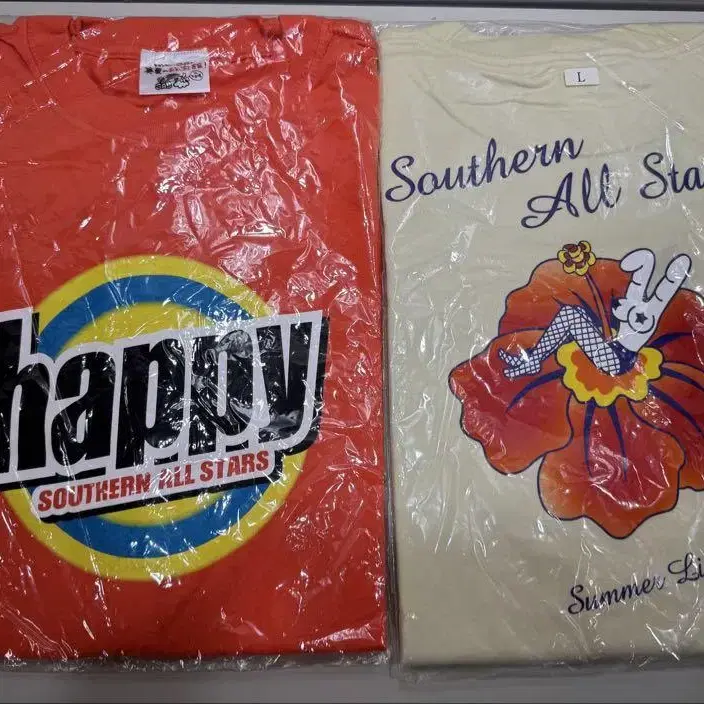 happy
SOUTHERN ALL STARS
L
Southern
All Sta
Summer Li